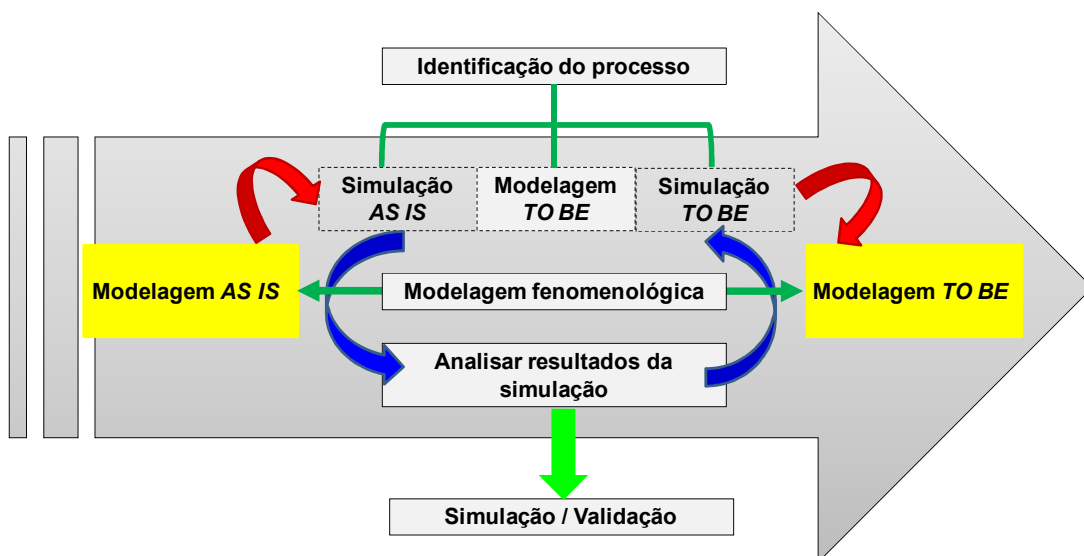 Identificação do processo
Simulação
AS IS
Modelagem
TO BE
Simulação
TO BE
Modelagem AS IS
Modelagem fenomenológica
Modelagem TO BE
Analisar resultados da
simulação
Simulação / Validação